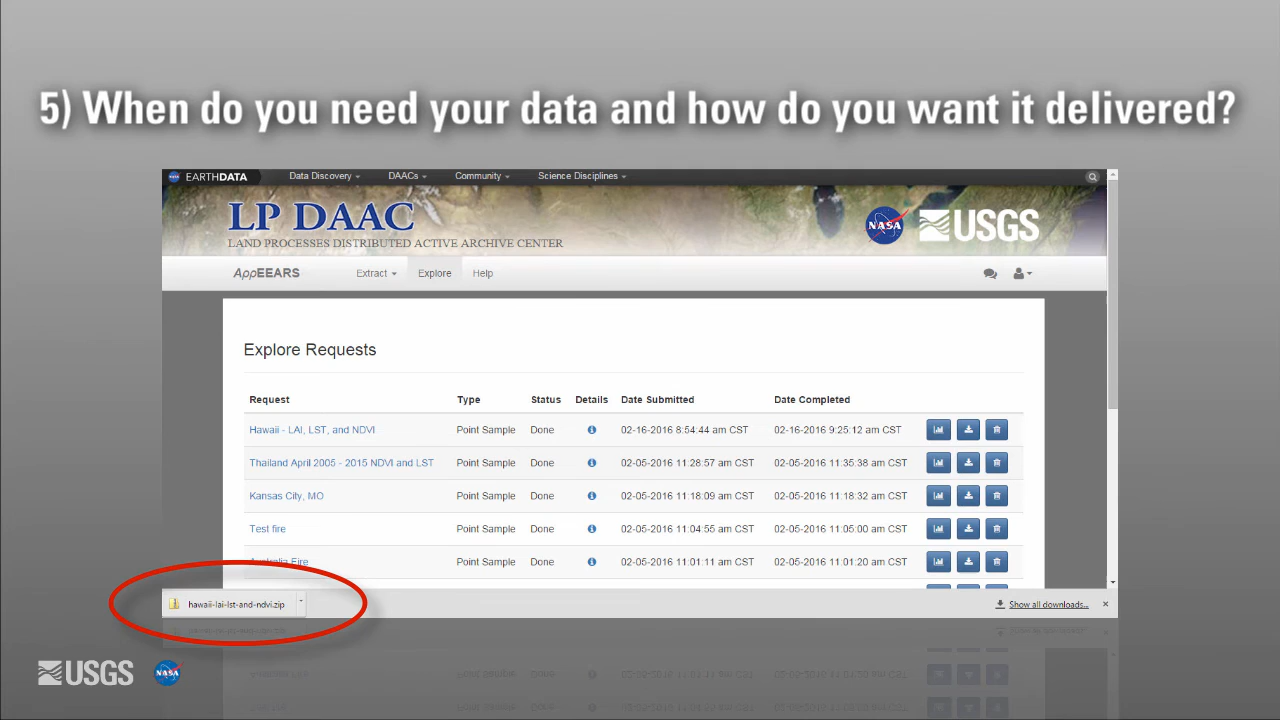 5) When do you need your data and how do you want it delivered?
EARTHDATA Data Discovery DAACs Community Science Disciplines
LP DAAC
LAND PROCESSES DISTRIBUTED ACTIVE ARCHIVE CENTER
NASA USGS
AppEEARS Extract Explore Help
Explore Requests
Request Type Status Details Date Submitted Date Completed
Hawaii - LAI, LST, and NDVI Point Sample Done 02-16-2016 8:54:44 am CST 02-16-2016 9:25:12 am CST
Thailand April 2005 - 2015 NDVI and LST Point Sample Done 02-05-2016 11:28:57 am CST 02-05-2016 11:35:38 am CST
Kansas City, MO Point Sample Done 02-05-2016 11:18:09 am CST 02-05-2016 11:18:32 am CST
Test fire Point Sample Done 02-05-2016 11:04:55 am CST 02-05-2016 11:05:00 am CST
Australia Fire Point Sample Done 02-05-2016 11:01:11 am CST 02-05-2016 11:01:20 am CST
hawaii-lai-lst-and-ndvi.zip Show all downloads...
USGS NASA